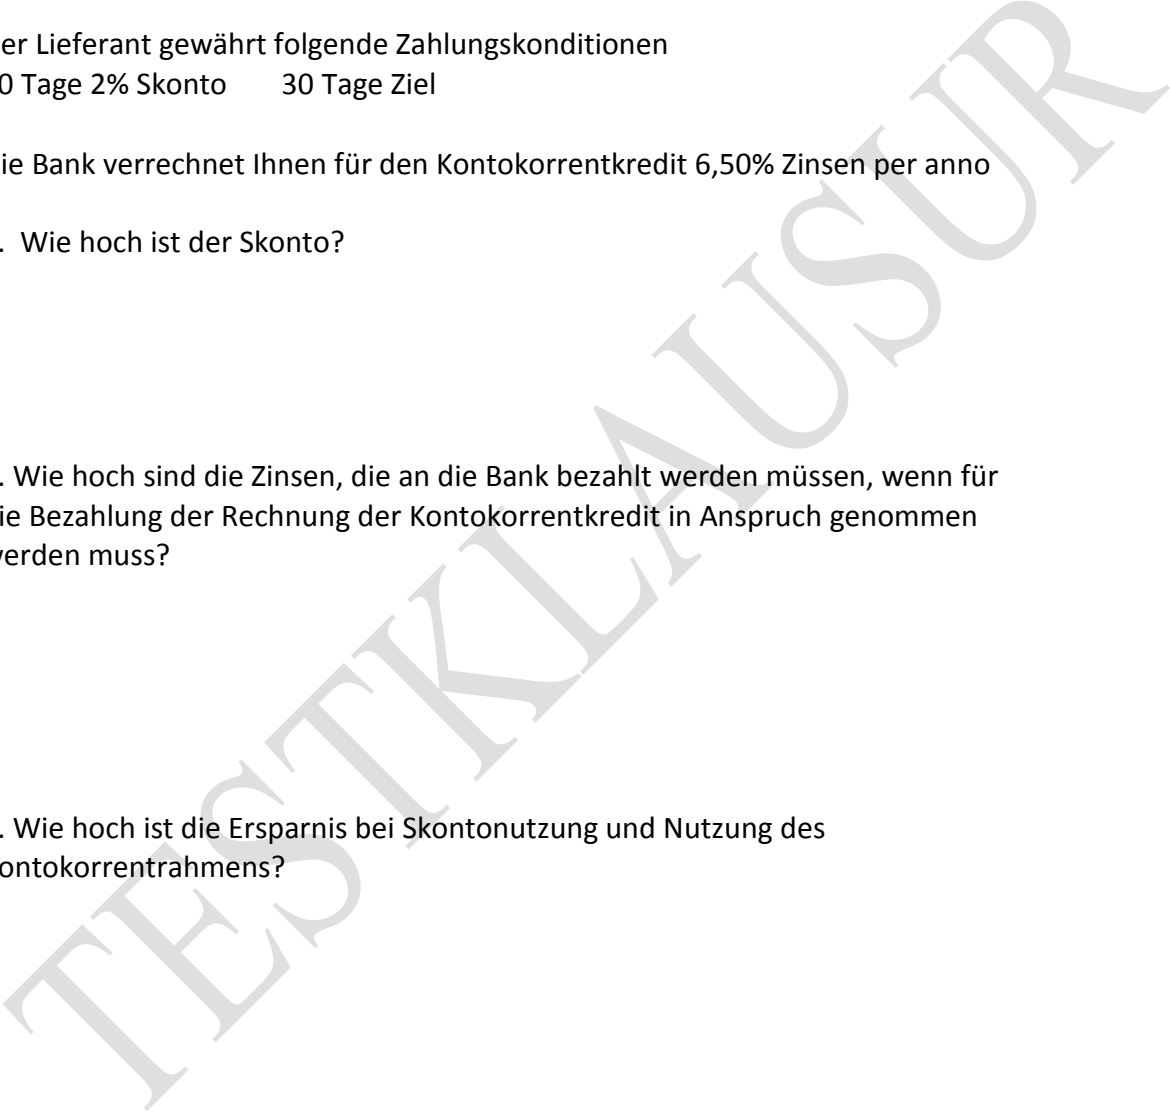 er Lieferant gewährt folgende Zahlungskonditionen
0 Tage 2% Skonto 30 Tage Ziel
ie Bank verrechnet Ihnen für den Kontokorrentkredit 6,50% Zinsen per anno
. Wie hoch ist der Skonto?
. Wie hoch sind die Zinsen, die an die Bank bezahlt werden müssen, wenn für
ie Bezahlung der Rechnung der Kontokorrentkredit in Anspruch genommen
verden muss?
. Wie hoch ist die Ersparnis bei Skontonutzung und Nutzung des
ontokorrentrahmens?
TESTKLAUSUR